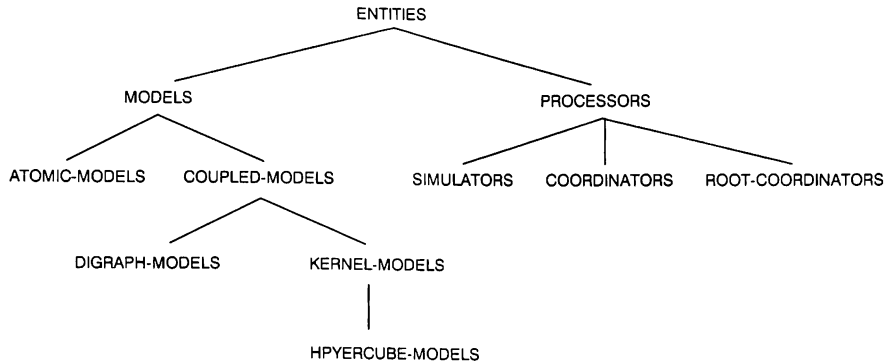 ENTITIES
MODELS
PROCESSORS
ATOMIC-MODELS
COUPLED-MODELS
SIMULATORS
COORDINATORS
ROOT-COORDINATORS
DIGRAPH-MODELS
KERNEL-MODELS
HPYERCUBE-MODELS